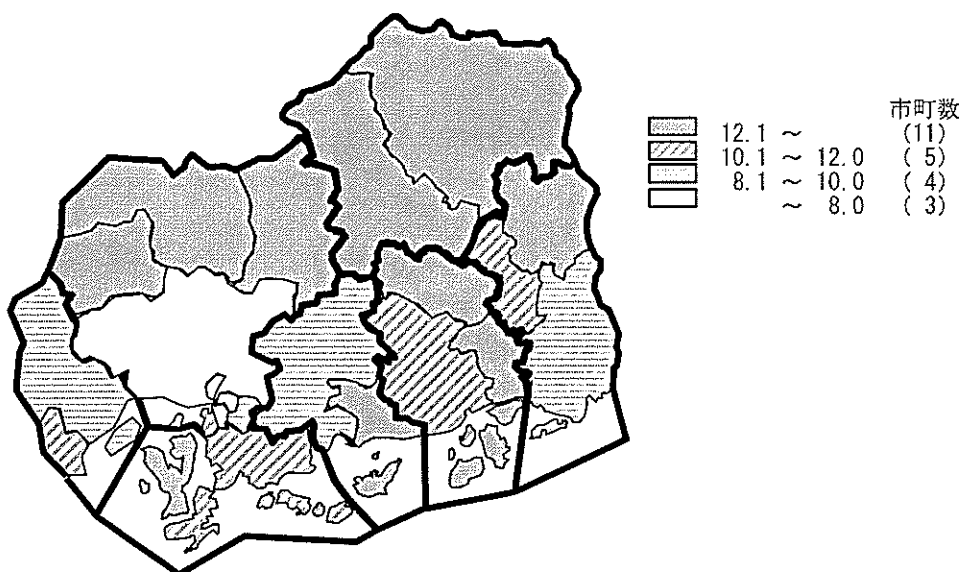 市町数
12.1 ～ (11)
10.1 ～ 12.0 ( 5)
8.1 ～ 10.0 ( 4)
～ 8.0 ( 3)